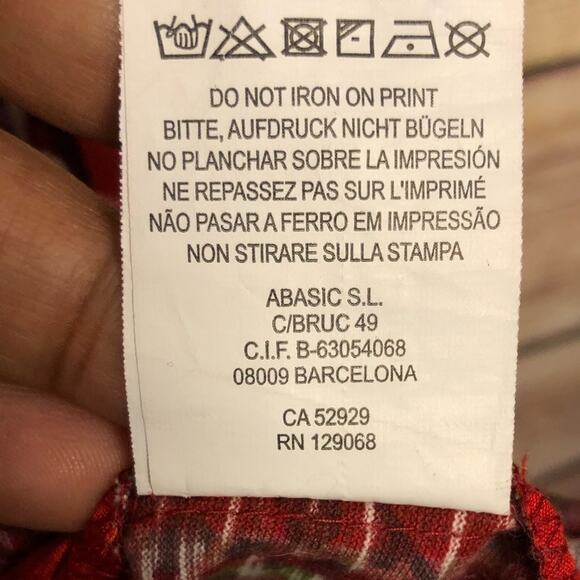 DO NOT IRON ON PRINT
BITTE, AUFDRUCK NICHT BÜGELN
NO PLANCHAR SOBRE LA IMPRESIÓN
NE REPASSEZ PAS SUR L'IMPRIMÉ
NÃO PASAR A FERRO EM IMPRESSÃO
NON STIRARE SULLA STAMPA
ABASIC S.L.
C/BRUC 49
C.I.F. B-63054068
08009 BARCELONA
CA 52929
RN 129068